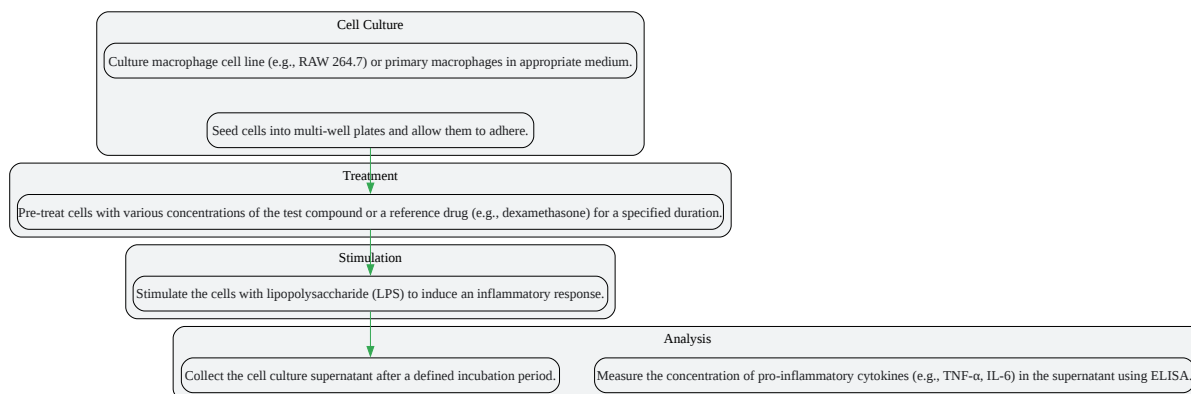 Cell Culture
Culture macrophage cell line (e.g., RAW 264.7) or primary macrophages in appropriate medium.
Seed cells into multi-well plates and allow them to adhere.
Treatment
Pre-treat cells with various concentrations of the test compound or a reference drug (e.g., dexamethasone) for a specified duration.
Stimulation
Stimulate the cells with lipopolysaccharide (LPS) to induce an inflammatory response.
Analysis
Collect the cell culture supernatant after a defined incubation period.
Measure the concentration of pro-inflammatory cytokines (e.g., TNF-α, IL-6) in the supernatant using ELISA.